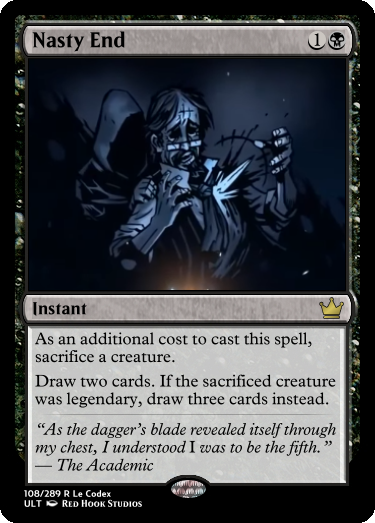 Nasty End 1
Instant
As an additional cost to cast this spell,
sacrifice a creature.
Draw two cards. If the sacrificed creature
was legendary, draw three cards instead.
“As the dagger’s blade revealed itself through
my chest, I understood I was to be the fifth.”
— The Academic
108/289 R Le Codex
ULT Red Hook Studios